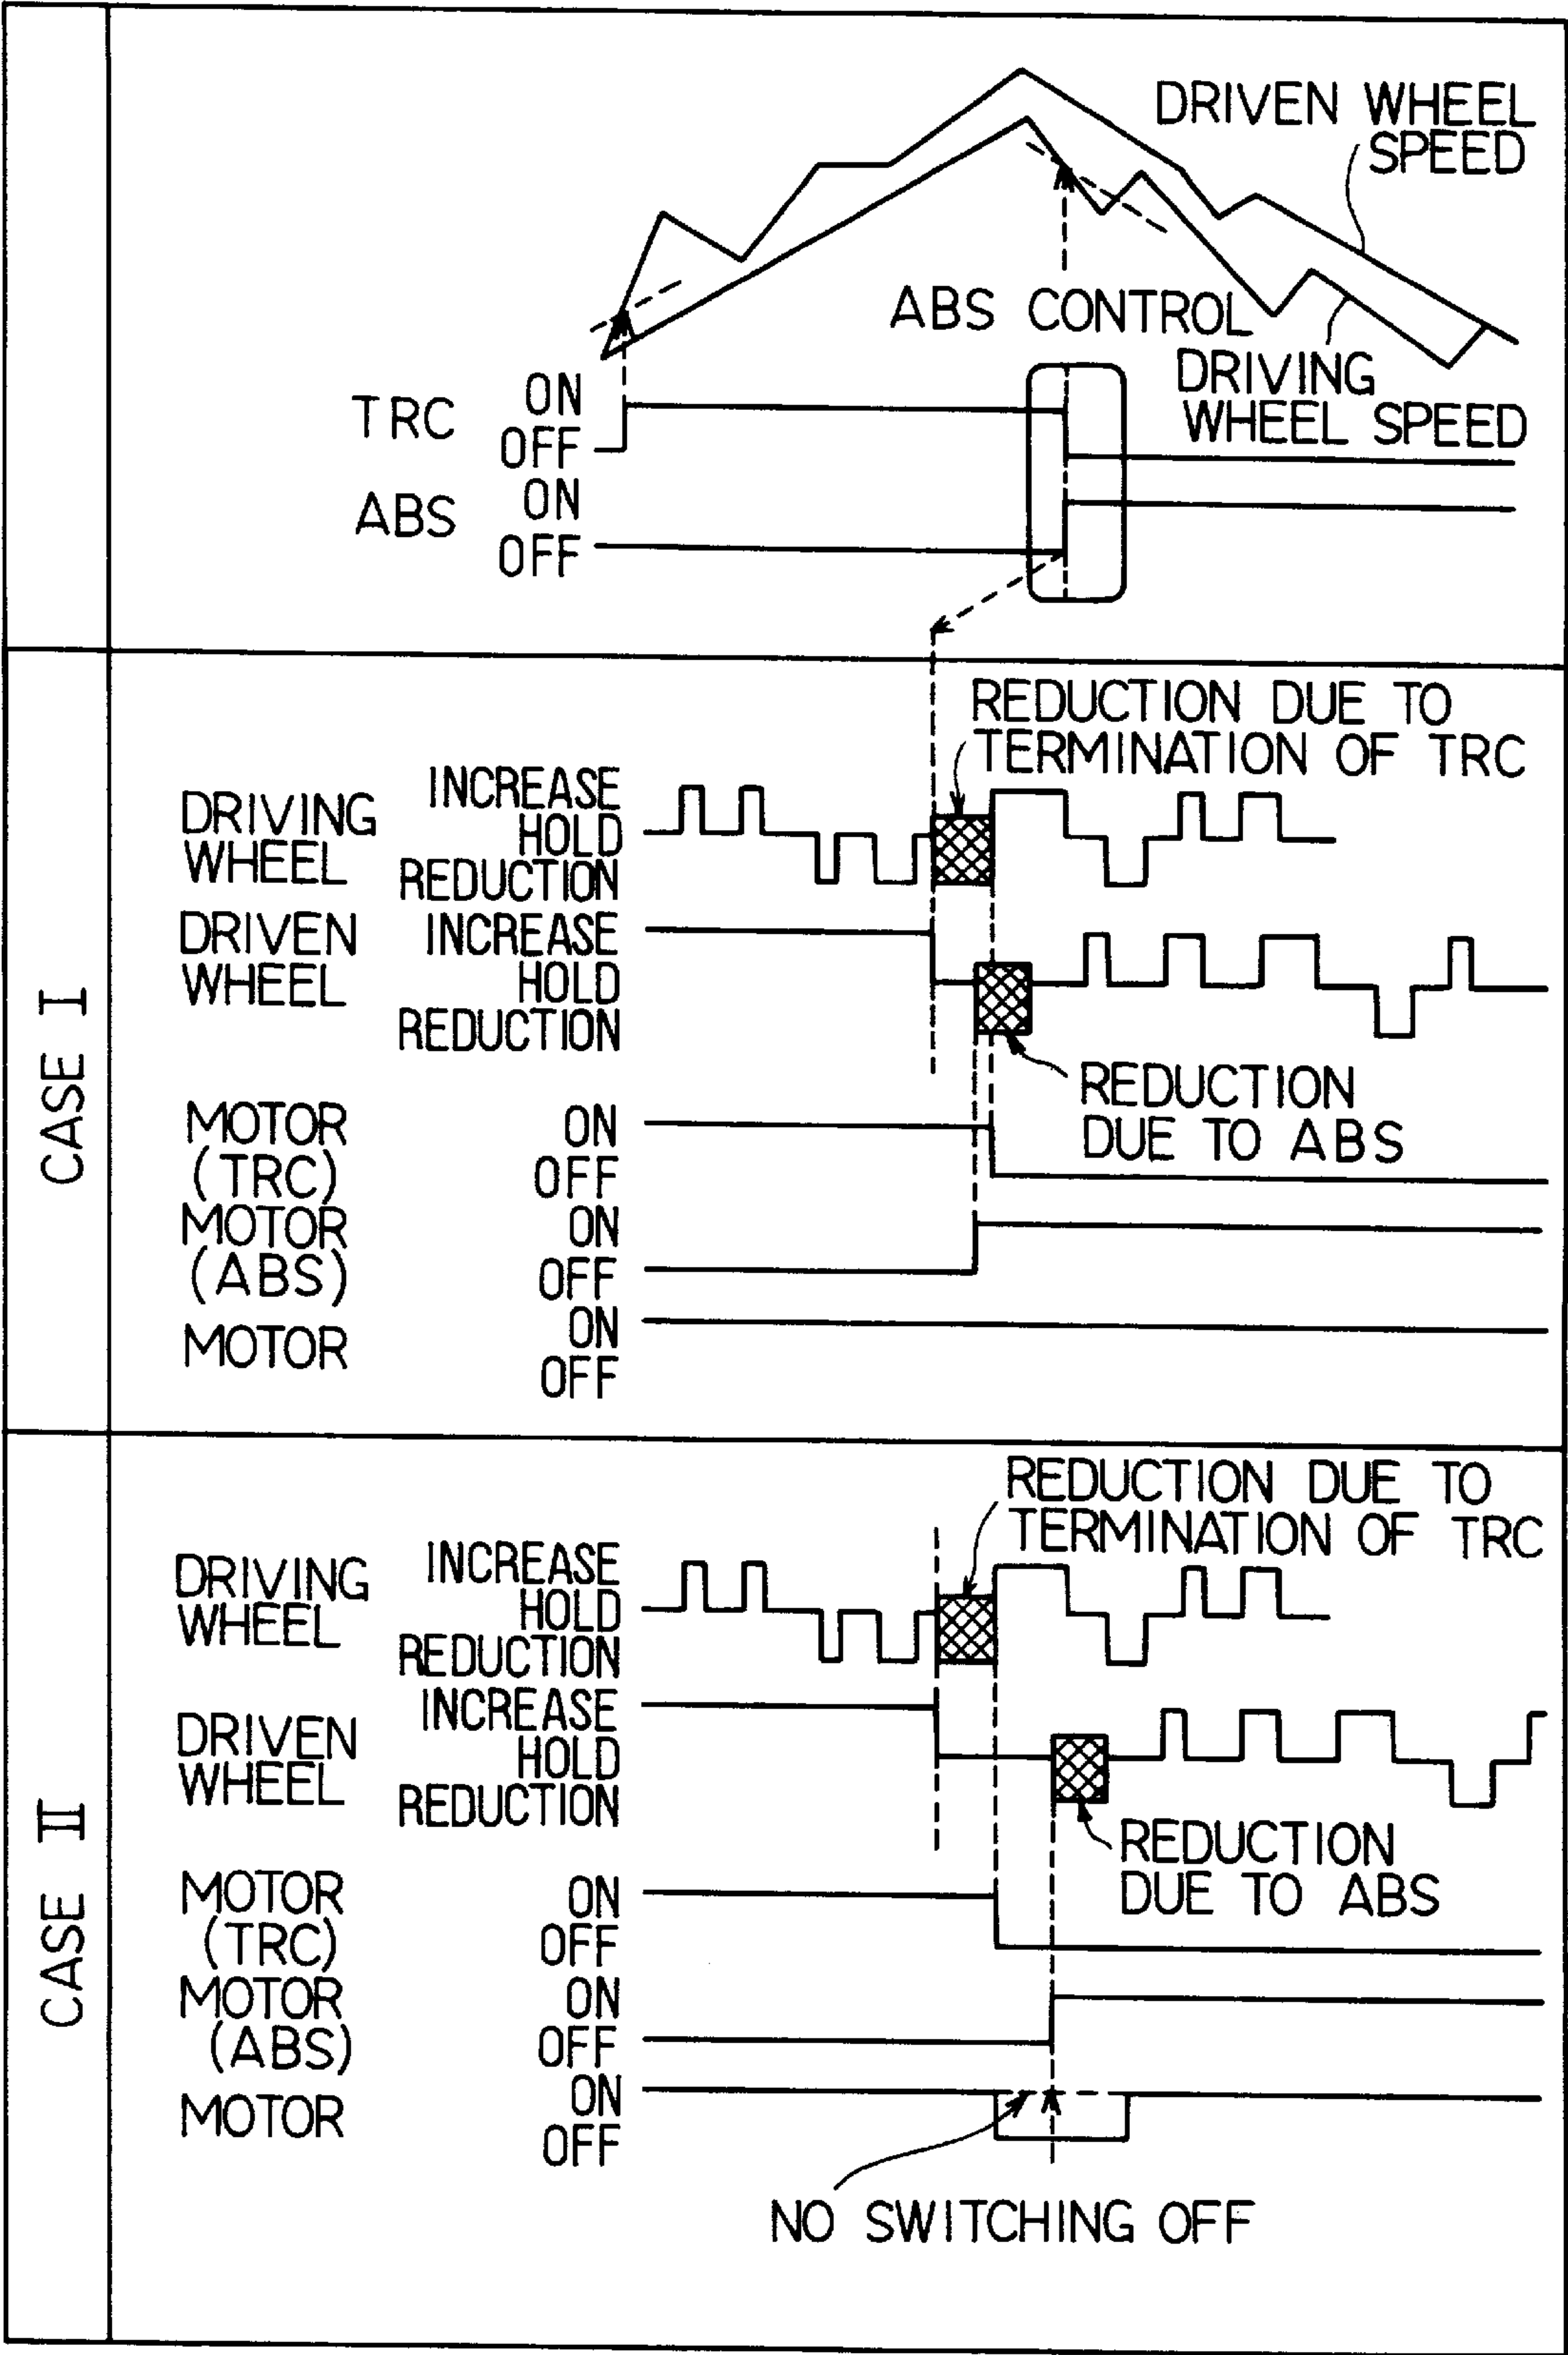 DRIVEN WHEEL
SPEED
ABS CONTROL
DRIVING
WHEEL SPEED
TRC
ON
OFF
ABS
ON
OFF
CASE I
REDUCTION DUE TO
TERMINATION OF TRC
DRIVING
WHEEL
INCREASE
HOLD
REDUCTION
DRIVEN
WHEEL
INCREASE
HOLD
REDUCTION
REDUCTION
DUE TO ABS
MOTOR
(TRC)
ON
OFF
MOTOR
(ABS)
ON
OFF
MOTOR
ON
OFF
CASE II
REDUCTION DUE TO
TERMINATION OF TRC
DRIVING
WHEEL
INCREASE
HOLD
REDUCTION
DRIVEN
WHEEL
INCREASE
HOLD
REDUCTION
REDUCTION
DUE TO ABS
MOTOR
(TRC)
ON
OFF
MOTOR
(ABS)
ON
OFF
MOTOR
ON
OFF
NO SWITCHING OFF